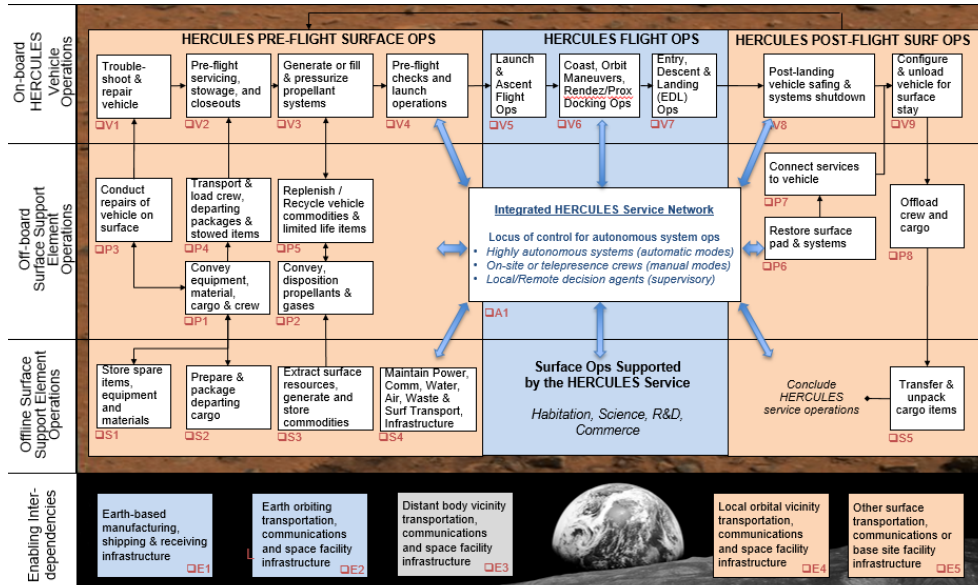 HERCULES PRE-FLIGHT SURFACE OPS
HERCULES FLIGHT OPS
HERCULES POST-FLIGHT SURF OPS
On-board
HERCULES
Vehicle
Operations
Trouble-
shoot &
repair
vehicle
❑V1
Pre-flight
servicing,
stowage, and
closeouts
❑V2
Generate or fill
& pressurize
propellant
systems
❑V3
Pre-flight
checks and
launch
operations
❑V4
Launch
&
Ascent
Flight
Ops
❑V5
Coast, Orbit
Maneuvers,
Rendez/Prox
Docking Ops
❑V6
Entry,
Descent &
Landing
(EDL)
Ops
❑V7
Post-landing
vehicle safing &
systems shutdown
V8
Configure
& unload
vehicle for
surface
stay
❑V9
Off-board
Surface Support
Element
Operations
Conduct
repairs of
vehicle on
surface
❑P3
Transport &
load crew,
departing
packages &
stowed items
❑P4
Replenish /
Recycle vehicle
commodities &
limited life items
❑P5
Convey
equipment,
material,
cargo & crew
❑P1
Convey,
disposition
propellants &
gases
❑P2
Integrated HERCULES Service Network
Locus of control for autonomous system ops
• Highly autonomous systems (automatic modes)
• On-site or telepresence crews (manual modes)
• Local/Remote decision agents (supervisory)
❑A1
Connect services
to vehicle
❑P7
Restore surface
pad & systems
❑P6
Offload
crew and
cargo
❑P8
Offline Surface
Support Element
Operations
Store spare
items,
equipment
and
materials
❑S1
Prepare &
package
departing
cargo
❑S2
Extract surface
resources,
generate and
store
commodities
❑S3
Maintain Power,
Comm, Water,
Air, Waste &
Surf Transport,
Infrastructure
❑S4
Surface Ops Supported
by the HERCULES Service
Habitation, Science, R&D,
Commerce
Conclude
HERCULES
service operations
Transfer &
unpack
cargo items
❑S5
Enabling Inter-
dependencies
Earth-based
manufacturing,
shipping & receiving
infrastructure
❑E1
Earth orbiting
transportation,
communications
and space facility
infrastructure
❑E2
Distant body vicinity
transportation,
communications
and space facility
infrastructure
❑E3
Local orbital vicinity
transportation,
communications
and space facility
infrastructure
❑E4
Other surface
transportation,
communications or
base site facility
infrastructure
❑E5